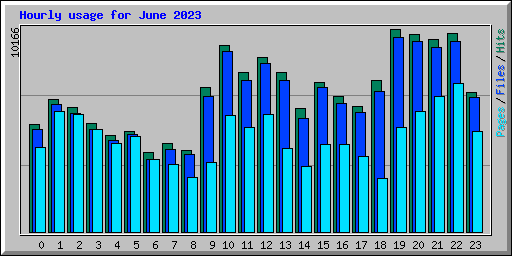 Hourly usage for June 2023
10166
Pages/Files/Hits
0 1 2 3 4 5 6 7 8 9 10 11 12 13 14 15 16 17 18 19 20 21 22 23